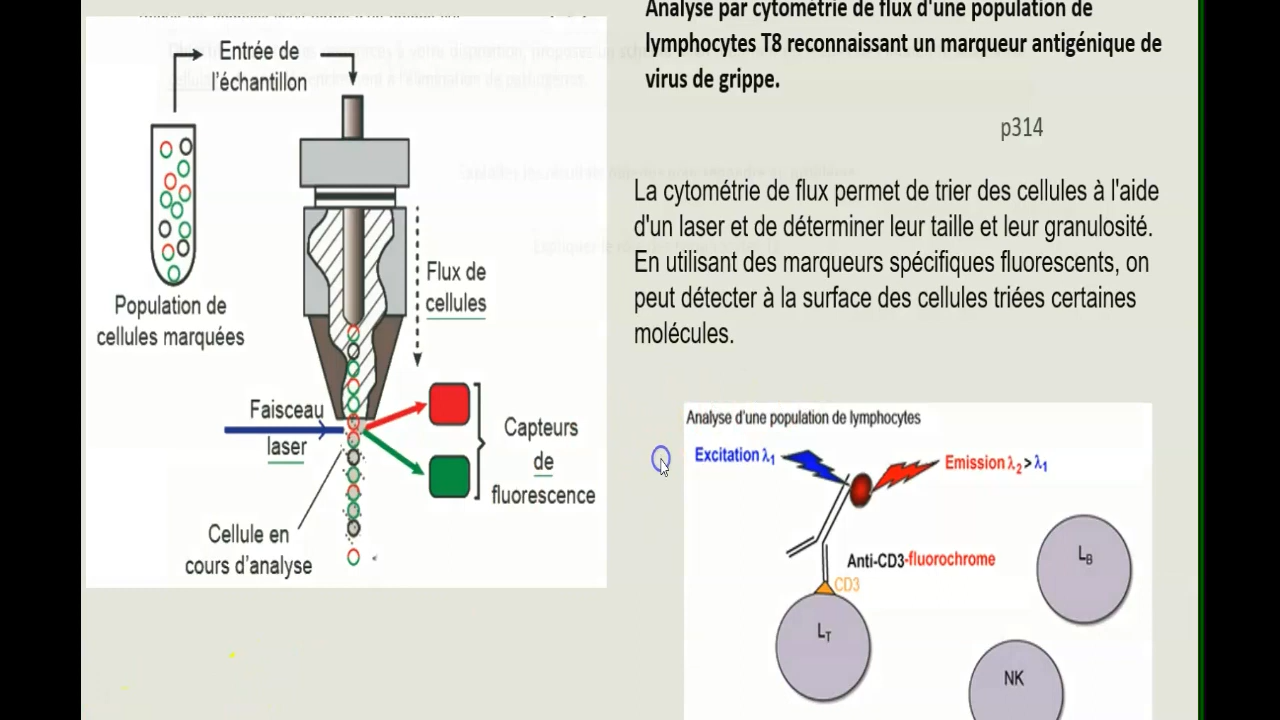 Entrée de
l'échantillon
Population de
cellules marquées
Flux de
cellules
Faisceau
laser
Capteurs
de
fluorescence
Cellule en
cours d'analyse
Analyse par cytométrie de flux d'une population de
lymphocytes T8 reconnaissant un marqueur antigénique de
virus de grippe.
p314
La cytométrie de flux permet de trier des cellules à l'aide
d'un laser et de déterminer leur taille et leur granulosité.
En utilisant des marqueurs spécifiques fluorescents, on
peut détecter à la surface des cellules triées certaines
molécules.
Analyse d'une population de lymphocytes
Excitation λ1
Emission λ2 > λ1
Anti-CD3-fluorochrome
CD3
LT
LB
NK